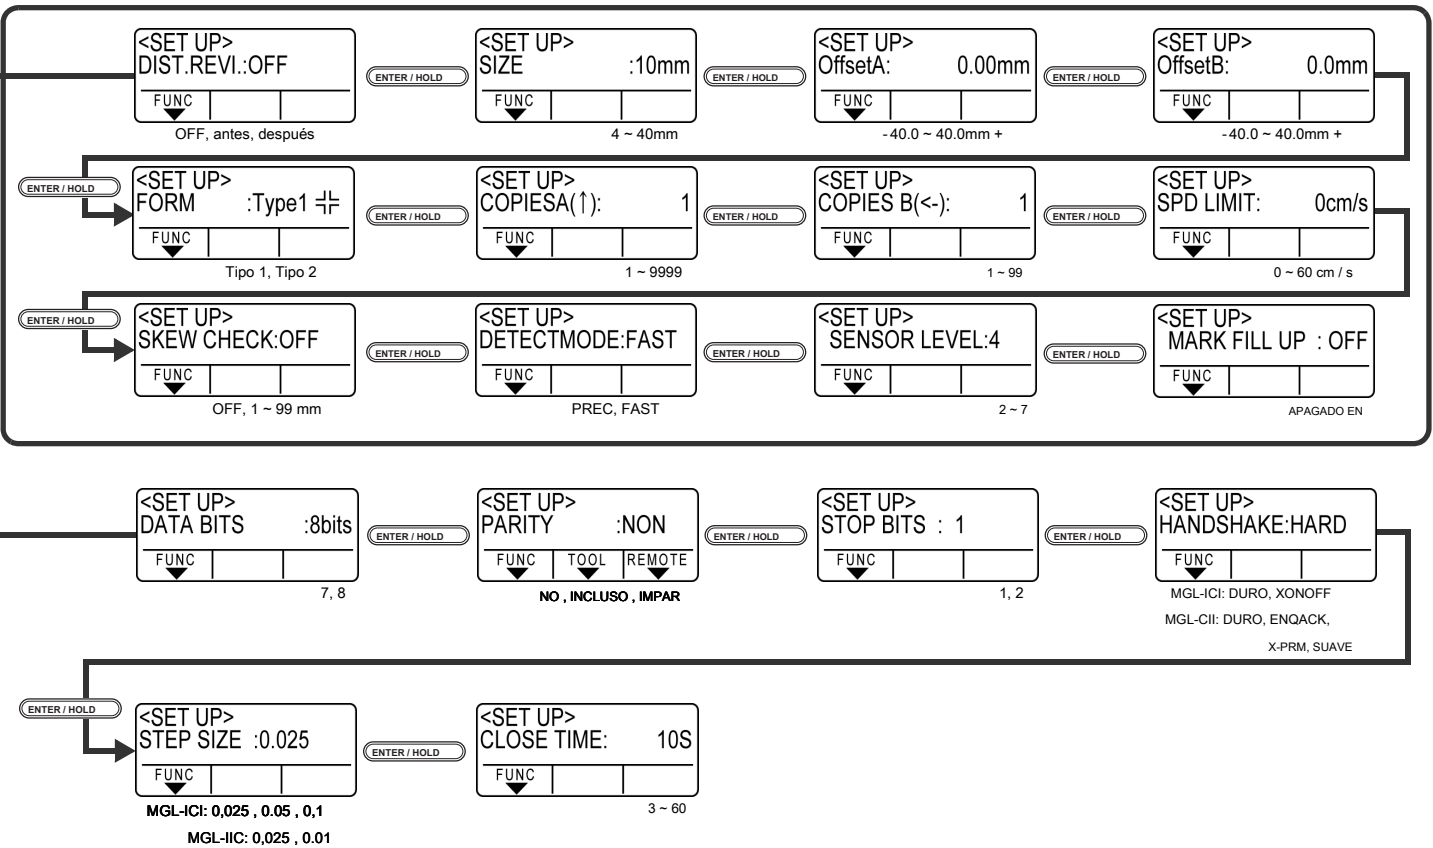 <SET UP>
DIST.REVI.:OFF
FUNC
OFF, antes, después
ENTER / HOLD
<SET UP>
SIZE :10mm
FUNC
4 ~ 40mm
ENTER / HOLD
<SET UP>
OffsetA: 0.00mm
FUNC
- 40.0 ~ 40.0mm +
ENTER / HOLD
<SET UP>
OffsetB: 0.0mm
FUNC
- 40.0 ~ 40.0mm +
ENTER / HOLD
<SET UP>
FORM :Type1 ╬
FUNC
Tipo 1, Tipo 2
ENTER / HOLD
<SET UP>
COPIESA(↑): 1
FUNC
1 ~ 9999
ENTER / HOLD
<SET UP>
COPIES B(<-): 1
FUNC
1 ~ 99
ENTER / HOLD
<SET UP>
SPD LIMIT: 0cm/s
FUNC
0 ~ 60 cm / s
ENTER / HOLD
<SET UP>
SKEW CHECK:OFF
FUNC
OFF, 1 ~ 99 mm
ENTER / HOLD
<SET UP>
DETECTMODE:FAST
FUNC
PREC, FAST
ENTER / HOLD
<SET UP>
SENSOR LEVEL:4
FUNC
2 ~ 7
ENTER / HOLD
<SET UP>
MARK FILL UP : OFF
FUNC
APAGADO EN
<SET UP>
DATA BITS :8bits
FUNC
7, 8
ENTER / HOLD
<SET UP>
PARITY :NON
FUNC TOOL REMOTE
NO , INCLUSO , IMPAR
ENTER / HOLD
<SET UP>
STOP BITS : 1
FUNC
1, 2
ENTER / HOLD
<SET UP>
HANDSHAKE:HARD
FUNC
MGL-ICI: DURO, XONOFF
MGL-CII: DURO, ENQACK,
X-PRM, SUAVE
ENTER / HOLD
<SET UP>
STEP SIZE :0.025
FUNC
MGL-ICI: 0,025 , 0.05 , 0,1
MGL-IIC: 0,025 , 0.01
ENTER / HOLD
<SET UP>
CLOSE TIME: 10S
FUNC
3 ~ 60